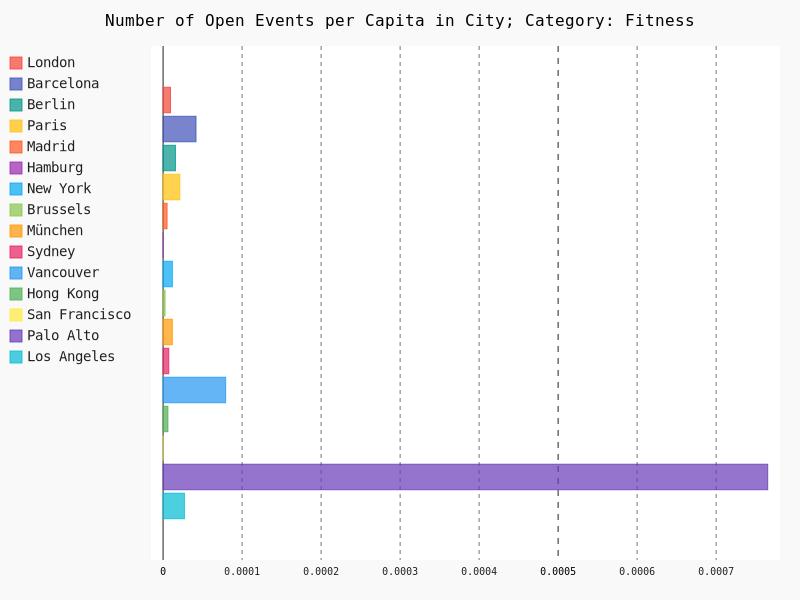 Number of Open Events per Capita in City; Category: Fitness
London
Barcelona
Berlin
Paris
Madrid
Hamburg
New York
Brussels
München
Sydney
Vancouver
Hong Kong
San Francisco
Palo Alto
Los Angeles
0 0.0001 0.0002 0.0003 0.0004 0.0005 0.0006 0.0007